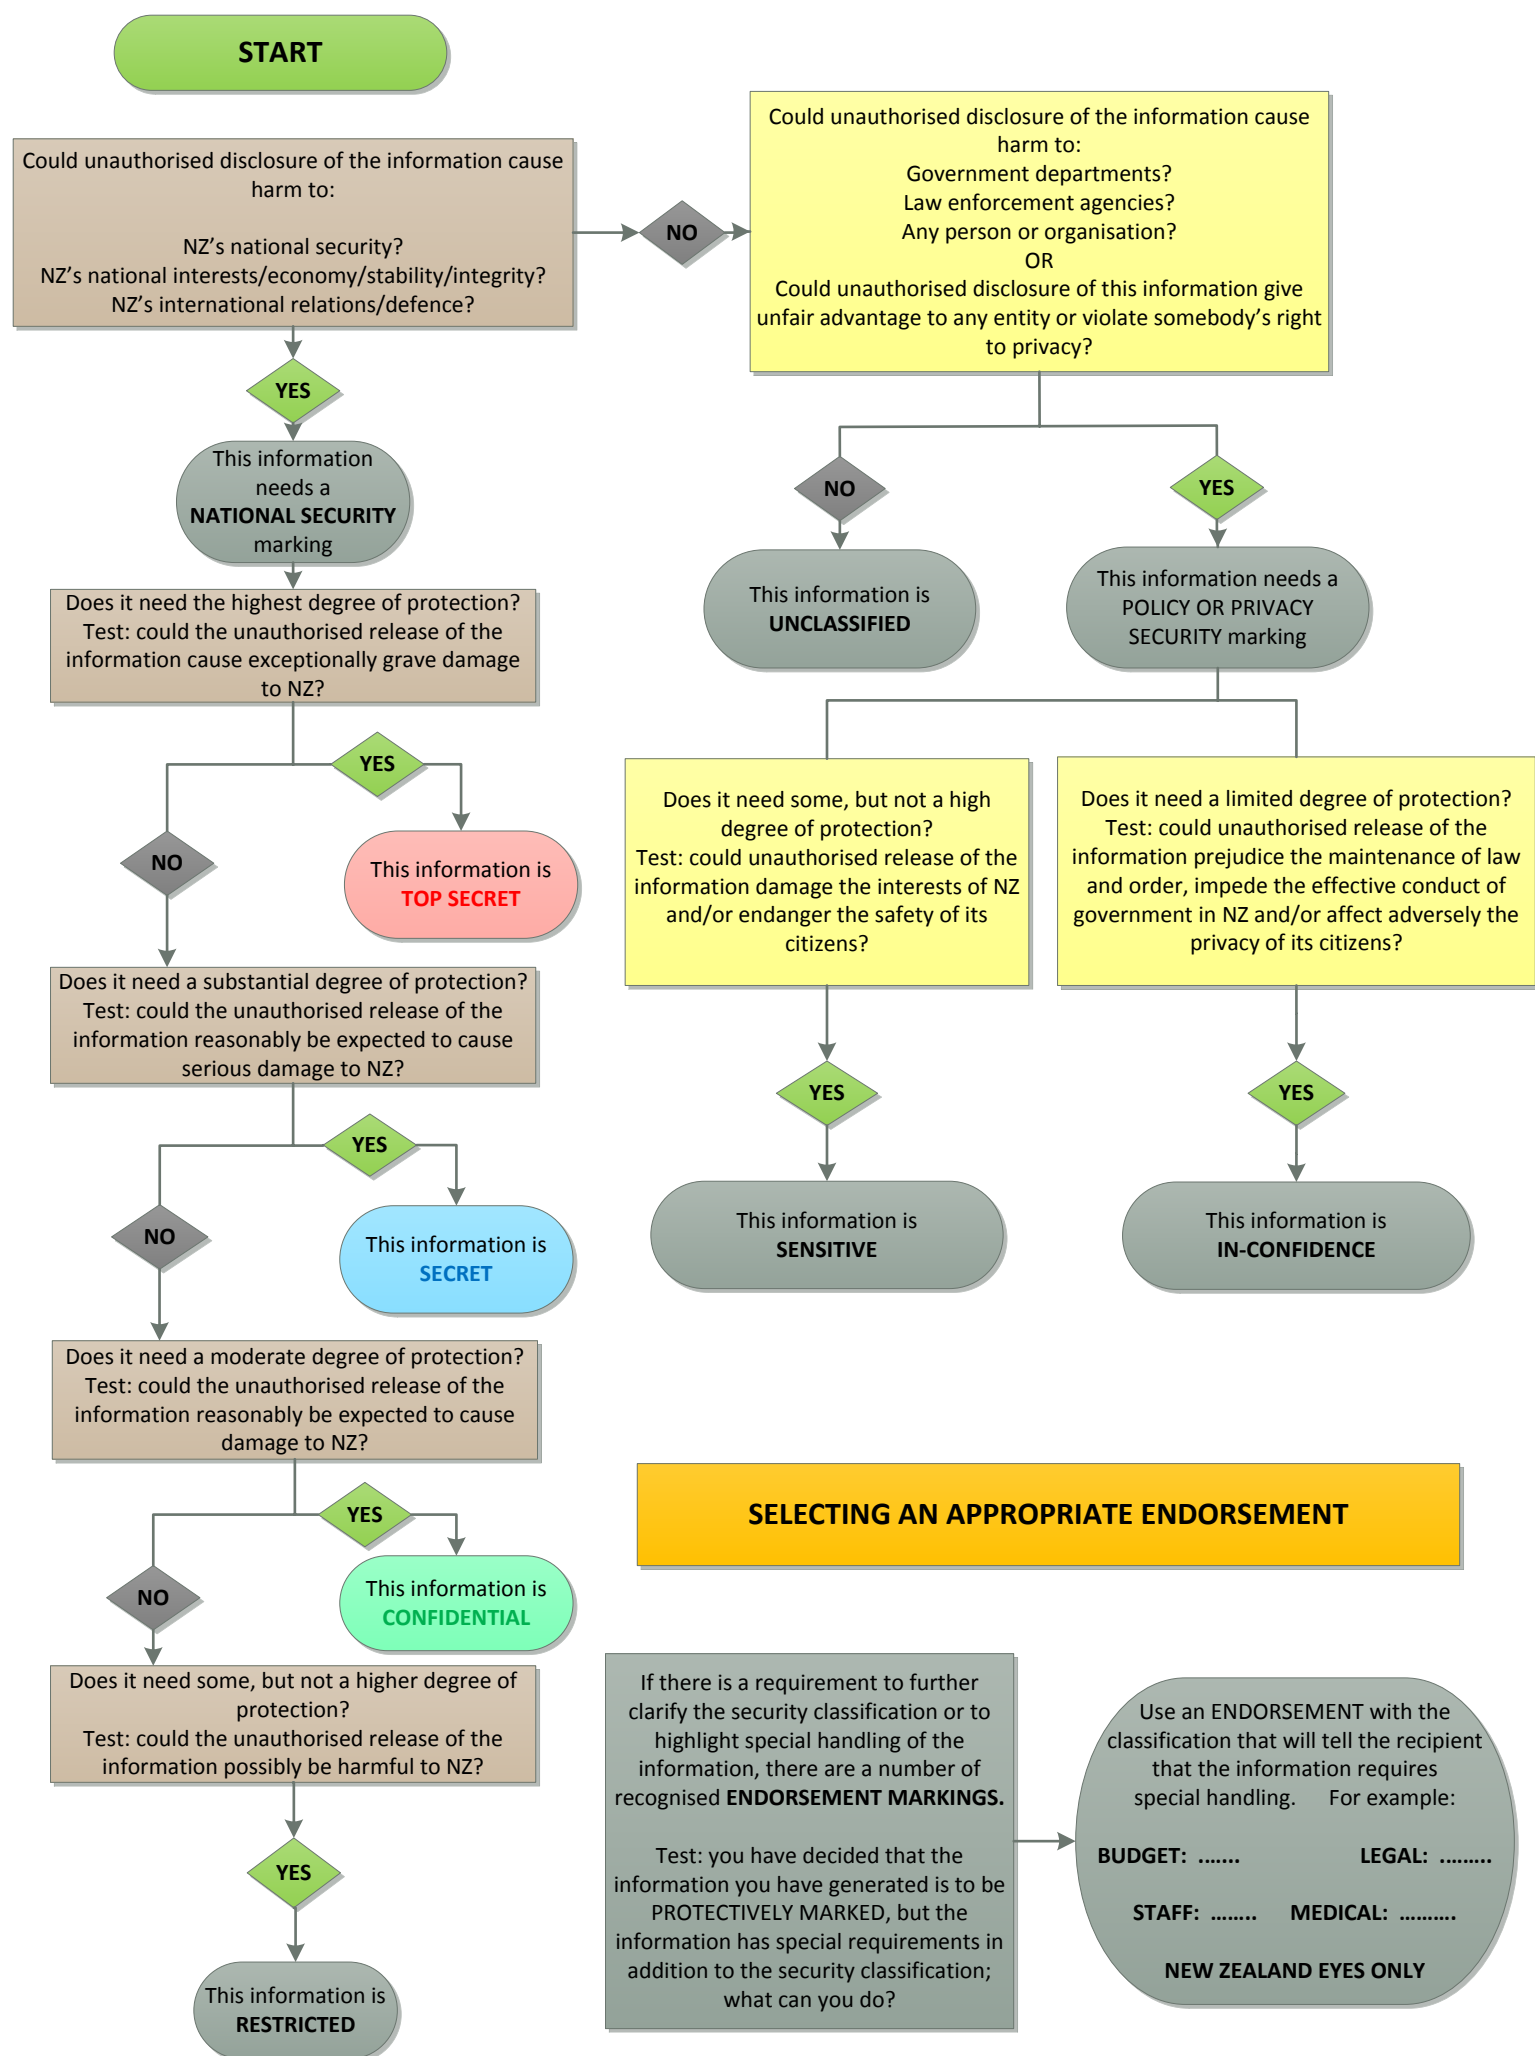 START
Could unauthorised disclosure of the information cause
harm to:
NZ's national security?
NZ's national interests/economy/stability/integrity?
NZ's international relations/defence?
NO
Could unauthorised disclosure of the information cause
harm to:
Government departments?
Law enforcement agencies?
Any person or organisation?
OR
Could unauthorised disclosure of this information give
unfair advantage to any entity or violate somebody's right
to privacy?
YES
This information
needs a
NATIONAL SECURITY
marking
NO
This information is
UNCLASSIFIED
YES
This information needs a
POLICY OR PRIVACY
SECURITY marking
Does it need the highest degree of protection?
Test: could the unauthorised release of the
information cause exceptionally grave damage
to NZ?
YES
This information is
TOP SECRET
NO
Does it need some, but not a high
degree of protection?
Test: could unauthorised release of the
information damage the interests of NZ
and/or endanger the safety of its
citizens?
Does it need a limited degree of protection?
Test: could unauthorised release of the
information prejudice the maintenance of law
and order, impede the effective conduct of
government in NZ and/or affect adversely the
privacy of its citizens?
Does it need a substantial degree of protection?
Test: could the unauthorised release of the
information reasonably be expected to cause
serious damage to NZ?
YES
This information is
SENSITIVE
YES
This information is
IN-CONFIDENCE
YES
This information is
SECRET
NO
Does it need a moderate degree of protection?
Test: could the unauthorised release of the
information reasonably be expected to cause
damage to NZ?
YES
This information is
CONFIDENTIAL
NO
Does it need some, but not a higher degree of
protection?
Test: could the unauthorised release of the
information possibly be harmful to NZ?
YES
This information is
RESTRICTED
SELECTING AN APPROPRIATE ENDORSEMENT
If there is a requirement to further
clarify the security classification or to
highlight special handling of the
information, there are a number of
recognised ENDORSEMENT MARKINGS.
Test: you have decided that the
information you have generated is to be
PROTECTIVELY MARKED, but the
information has special requirements in
addition to the security classification;
what can you do?
Use an ENDORSEMENT with the
classification that will tell the recipient
that the information requires
special handling. For example:
BUDGET: ....... LEGAL: .........
STAFF: ........ MEDICAL: ..........
NEW ZEALAND EYES ONLY